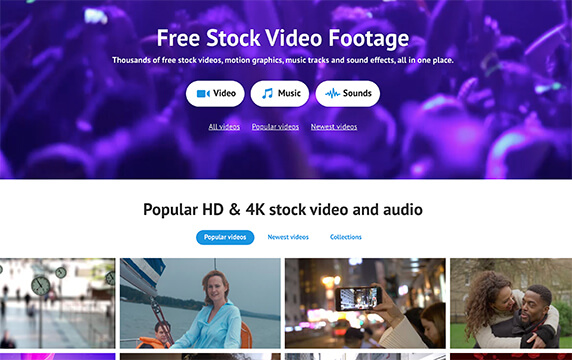 Free Stock Video Footage
Thousands of free stock videos, motion graphics, music tracks and sound effects, all in one place.
Video
Music
Sounds
All videos
Popular videos
Newest videos
Popular HD & 4K stock video and audio
Popular videos
Newest videos
Collections